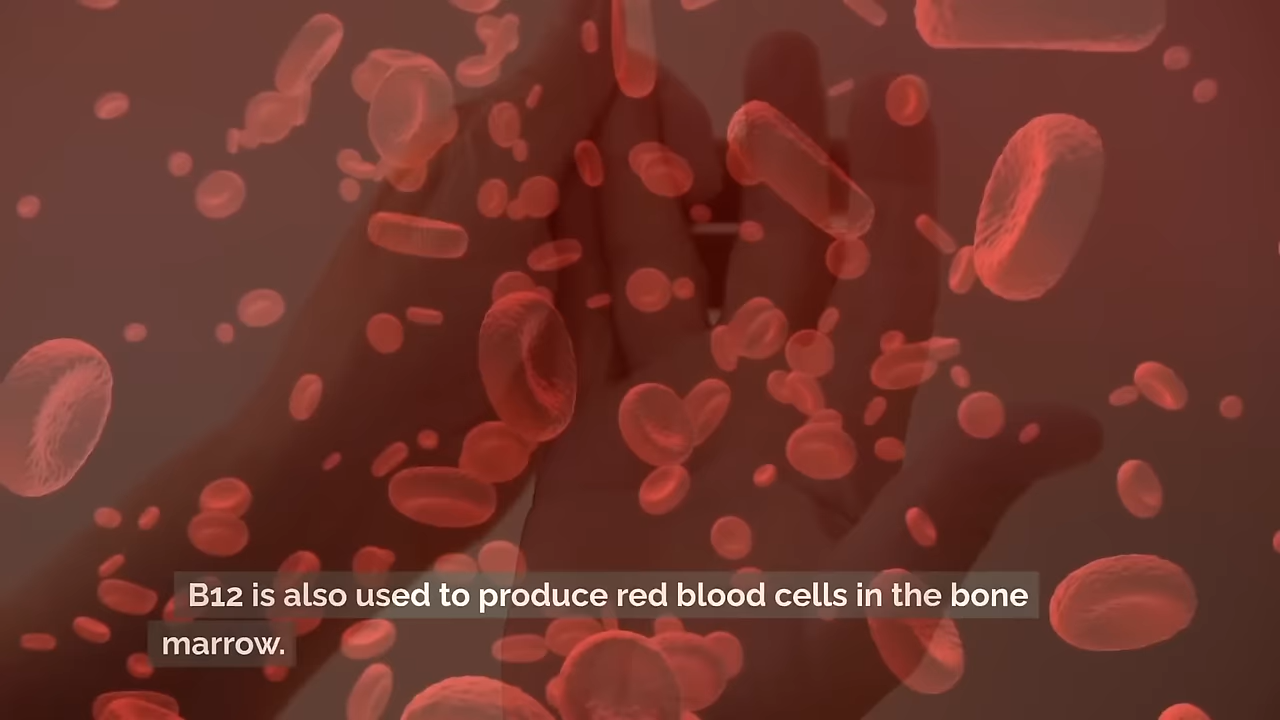 B12 is also used to produce red blood cells in the bone
marrow.